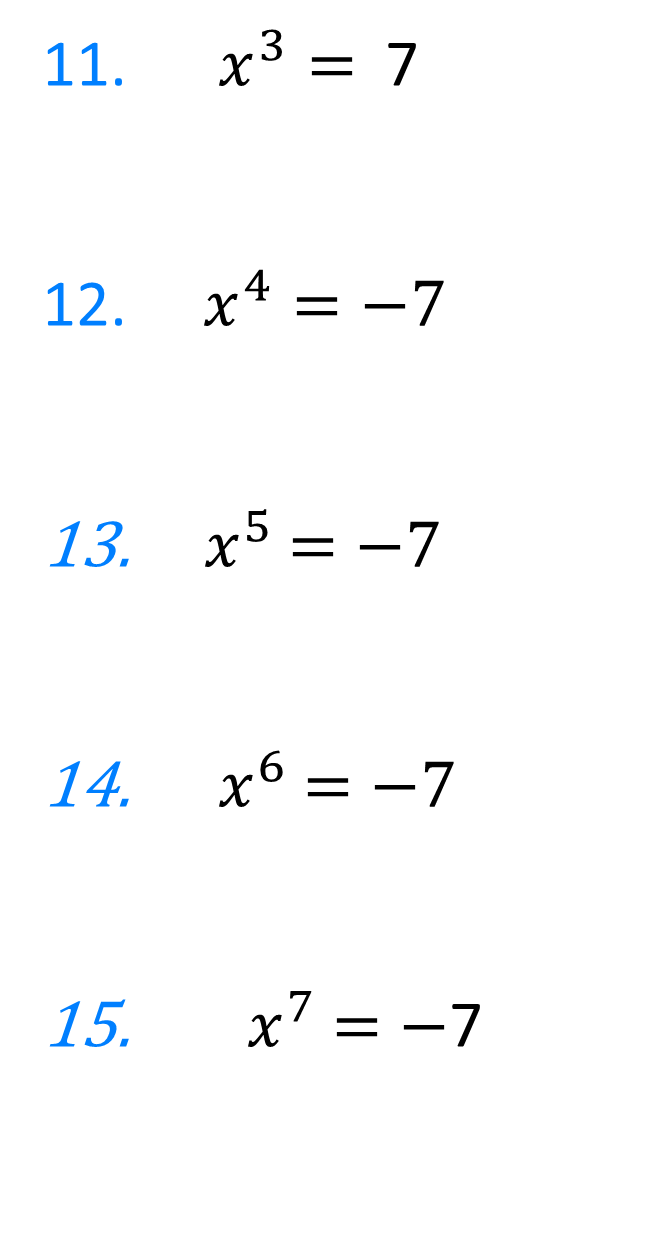 11. x³ = 7
12. x⁴ = −7
13. x⁵ = −7
14. x⁶ = −7
15. x⁷ = −7